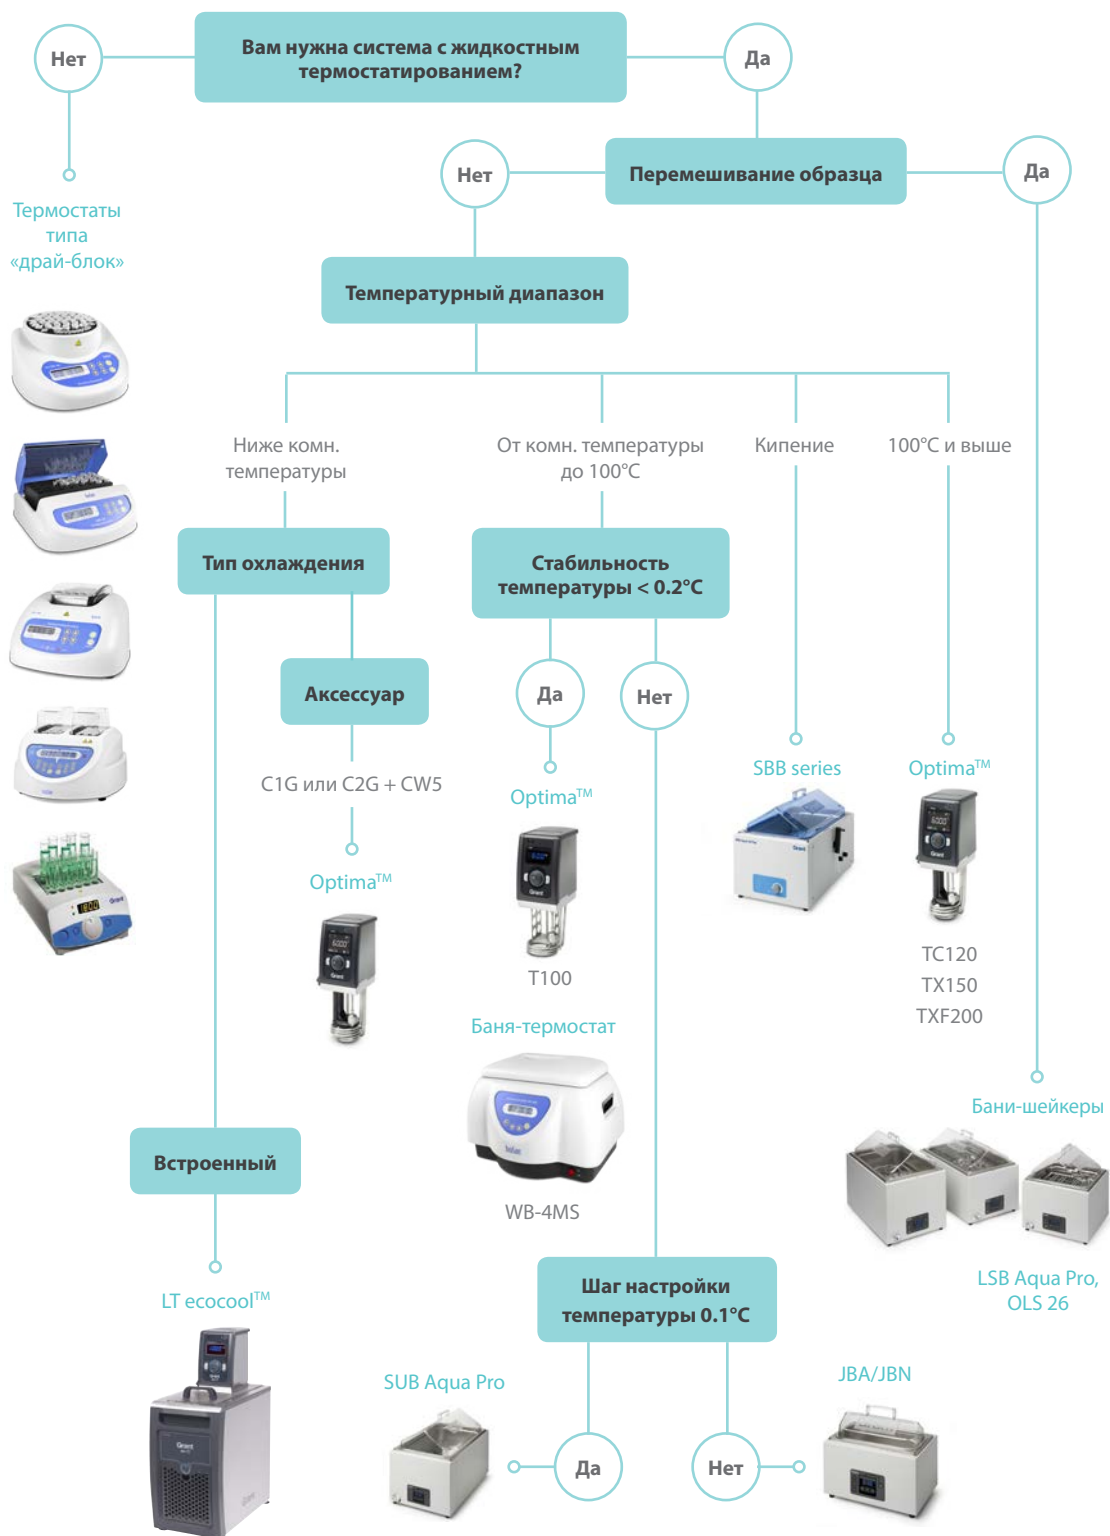 Нет
Вам нужна система с жидкостным
термостатированием?
Да
Нет
Перемешивание образца
Да
Термостаты
типа
«драй-блок»
Температурный диапазон
Ниже комн.
температуры
От комн. температуры
до 100°C
Кипение
100°C и выше
Тип охлаждения
Стабильность
температуры < 0.2°C
Аксессуар
Да
Нет
C1G или C2G + CW5
Optima™
Optima™
T100
SBB series
Optima™
TC120
TX150
TXF200
Баня-термостат
WB-4MS
Бани-шейкеры
LSB Aqua Pro,
OLS 26
Встроенный
LT ecocool™
Шаг настройки
температуры 0.1°C
SUB Aqua Pro
JBA/JBN
Да
Нет